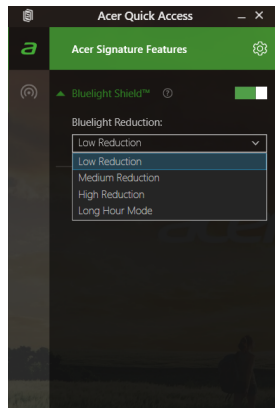 Acer Quick Access
Acer Signature Features
Bluelight Shield™
Bluelight Reduction:
Low Reduction
Low Reduction
Medium Reduction
High Reduction
Long Hour Mode